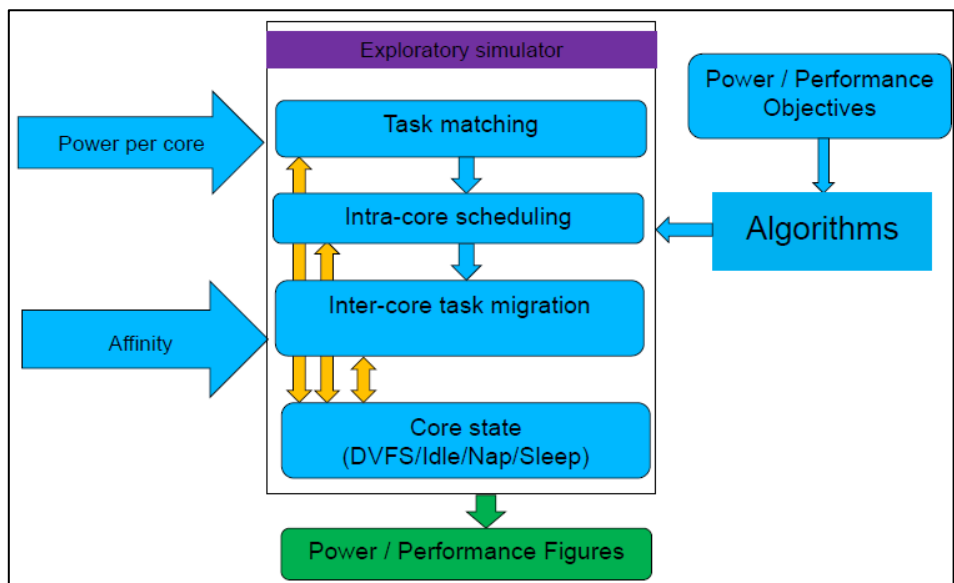 Exploratory simulator
Power / Performance
Objectives
Task matching
Power per core
Intra-core scheduling
Algorithms
Inter-core task migration
Affinity
Core state
(DVFS/Idle/Nap/Sleep)
Power / Performance Figures